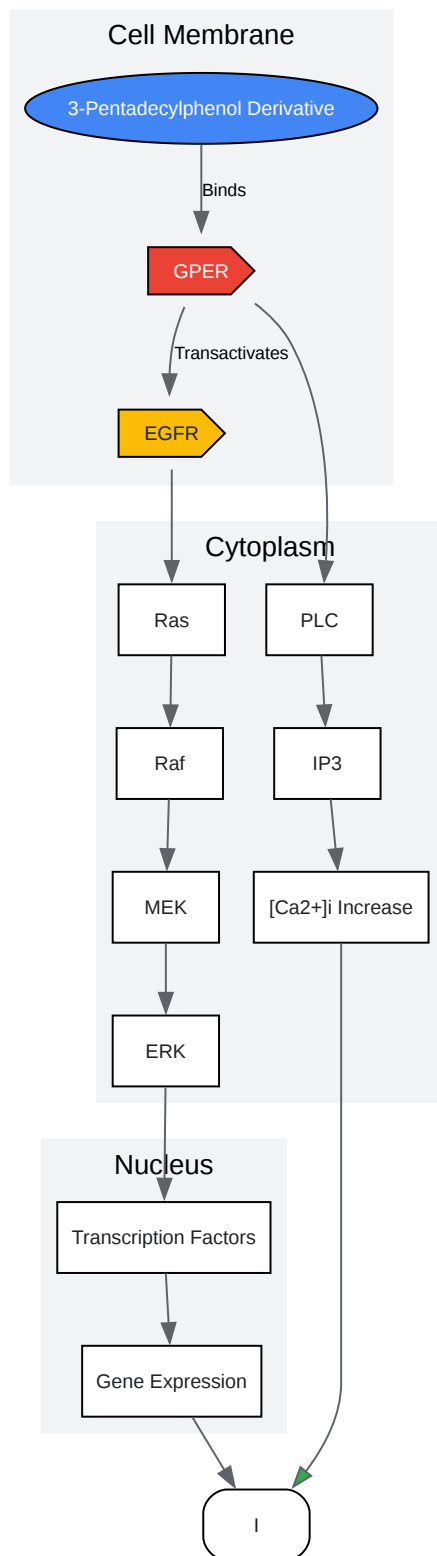 Cell Membrane
3-Pentadecylphenol Derivative
Binds
GPER
Transactivates
EGFR
Cytoplasm
Ras
PLC
Raf
IP3
MEK
[Ca2+]i Increase
ERK
Nucleus
Transcription Factors
Gene Expression
I